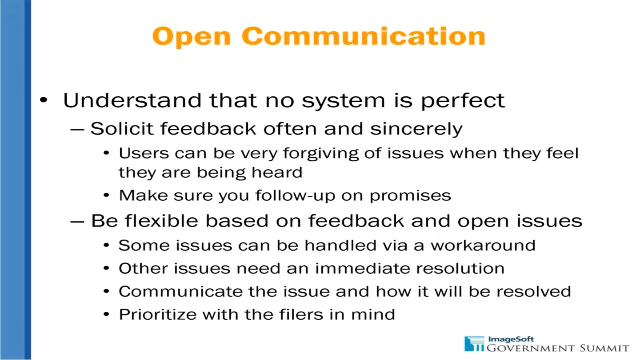 Open Communication
• Understand that no system is perfect
– Solicit feedback often and sincerely
• Users can be very forgiving of issues when they feel
they are being heard
• Make sure you follow-up on promises
– Be flexible based on feedback and open issues
• Some issues can be handled via a workaround
• Other issues need an immediate resolution
• Communicate the issue and how it will be resolved
• Prioritize with the filers in mind
ImageSoft
GOVERNMENT SUMMIT